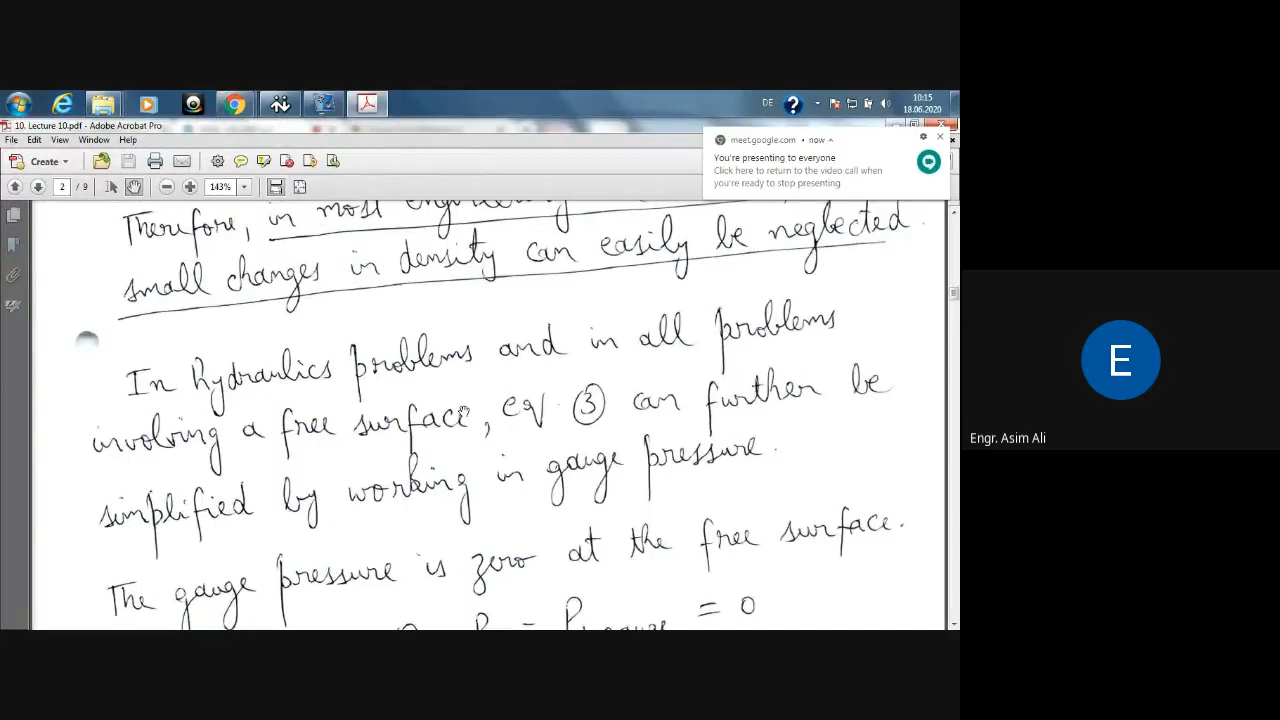 DE
10:15
18.06.2020
10. Lecture 10.pdf - Adobe Acrobat Pro
File Edit View Window Help
meet.google.com • now
You're presenting to everyone
Click here to return to the video call when
you're ready to stop presenting
Create
2 / 9
143%
Therefore, in most engineering
small changes in density can easily be neglected.
In hydraulics problems and in all problems
involving a free surface, eq. ③ can further be
simplified by working in gauge pressure.
The gauge pressure is zero at the free surface.
= 0
E
Engr. Asim Ali